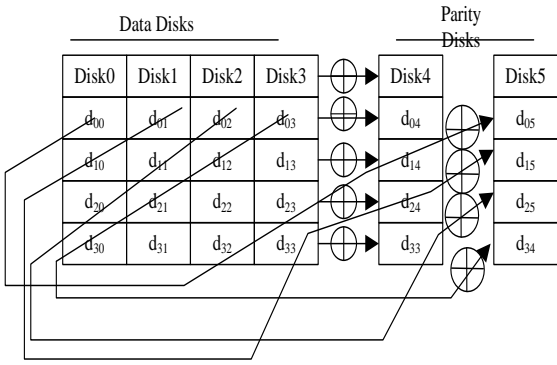 Data Disks
Parity
Disks
Disk0 Disk1 Disk2 Disk3 Disk4 Disk5
d00 d01 d02 d03 d04 d05
d10 d11 d12 d13 d14 d15
d20 d21 d22 d23 d24 d25
d30 d31 d32 d33 d33 d34